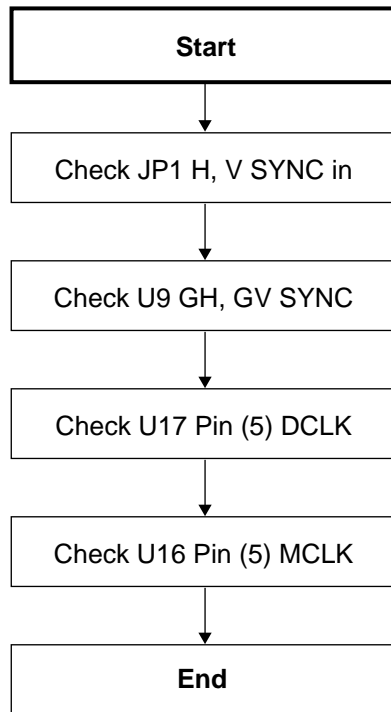 Start
Check JP1 H, V SYNC in
Check U9 GH, GV SYNC
Check U17 Pin (5) DCLK
Check U16 Pin (5) MCLK
End